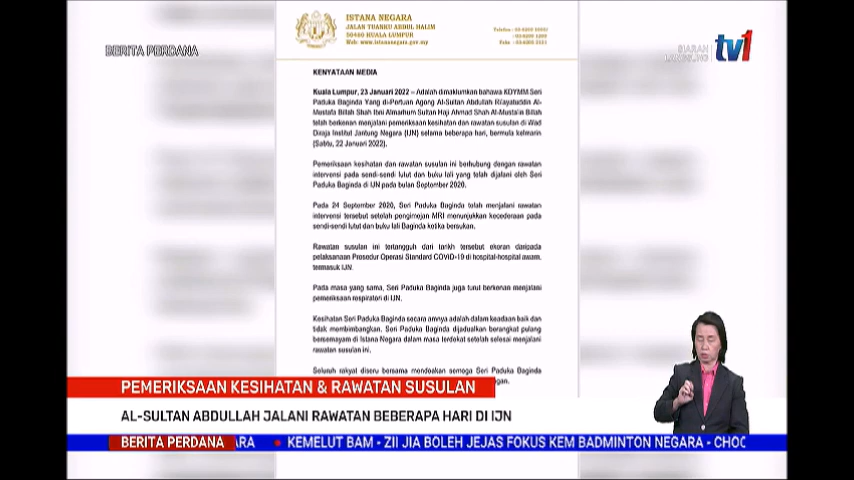 ISTANA NEGARA
JALAN TUANKU ABDUL HALIM
50480 KUALA LUMPUR
Web: www.istananegara.gov.my
BERITA PERDANA
SIARAN
LANGSUNG
tv1
KENYATAAN MEDIA
Kuala Lumpur, 23 Januari 2022 – Adalah dimaklumkan bahawa KDYMM Seri
Paduka Baginda Yang di-Pertuan Agong Al-Sultan Abdullah Ri'ayatuddin Al-
Mustafa Billah Shah Ibni Almarhum Sultan Haji Ahmad Shah Al-Musta'in Billah
telah berkenan menjalani pemeriksaan kesihatan dan rawatan susulan di Wad
Diraja Institut Jantung Negara (IJN) selama beberapa hari, bermula kelmarin
(Sabtu, 22 Januari 2022).
Pemeriksaan kesihatan dan rawatan susulan ini berhubung dengan rawatan
intervensi pada sendi-sendi lutut dan buku lali yang telah dijalani oleh Seri
Paduka Baginda di IJN pada bulan September 2020.
Pada 24 September 2020, Seri Paduka Baginda telah menjalani rawatan
intervensi tersebut setelah pengimejan MRI menunjukkan kecederaan pada
sendi-sendi lutut dan buku lali Baginda ketika bersukan.
Rawatan susulan ini tertangguh dari tarikh tersebut ekoran daripada
pelaksanaan Prosedur Operasi Standard COVID-19 di hospital-hospital awam,
termasuk IJN.
Pada masa yang sama, Seri Paduka Baginda juga turut berkenan menjalani
pemeriksaan respiratori di IJN.
Kesihatan Seri Paduka Baginda secara amnya adalah dalam keadaan baik dan
tidak membimbangkan. Seri Paduka Baginda dijadualkan berangkat pulang
bersemayam di Istana Negara dalam masa terdekat setelah selesai menjalani
rawatan susulan ini.
Seluruh rakyat diseru bersama mendoakan semoga Seri Paduka Baginda
PEMERIKSAAN KESIHATAN & RAWATAN SUSULAN
AL-SULTAN ABDULLAH JALANI RAWATAN BEBERAPA HARI DI IJN
BERITA PERDANA ARA • KEMELUT BAM - ZII JIA BOLEH JEJAS FOKUS KEM BADMINTON NEGARA - CHOC